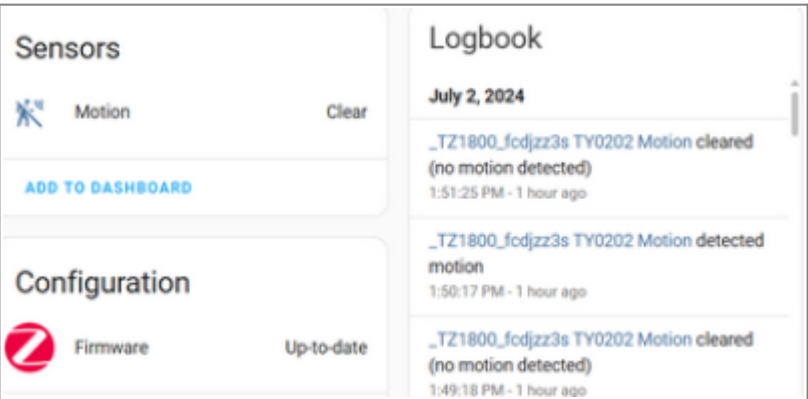 Sensors
Motion Clear
ADD TO DASHBOARD
Configuration
Firmware Up-to-date
Logbook
July 2, 2024
_TZ1800_fcdjzz3s TY0202 Motion cleared
(no motion detected)
1:51:25 PM - 1 hour ago
_TZ1800_fcdjzz3s TY0202 Motion detected
motion
1:50:17 PM - 1 hour ago
_TZ1800_fcdjzz3s TY0202 Motion cleared
(no motion detected)
1:49:18 PM - 1 hour ago